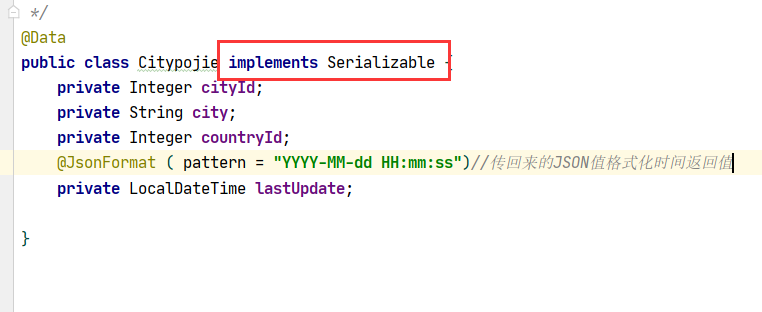 */
@Data
public class Citypojie implements Serializable {
private Integer cityId;
private String city;
private Integer countryId;
@JsonFormat ( pattern = "YYYY-MM-dd HH:mm:ss")//传回来的JSON值格式化时间返回值
private LocalDateTime lastUpdate;
}